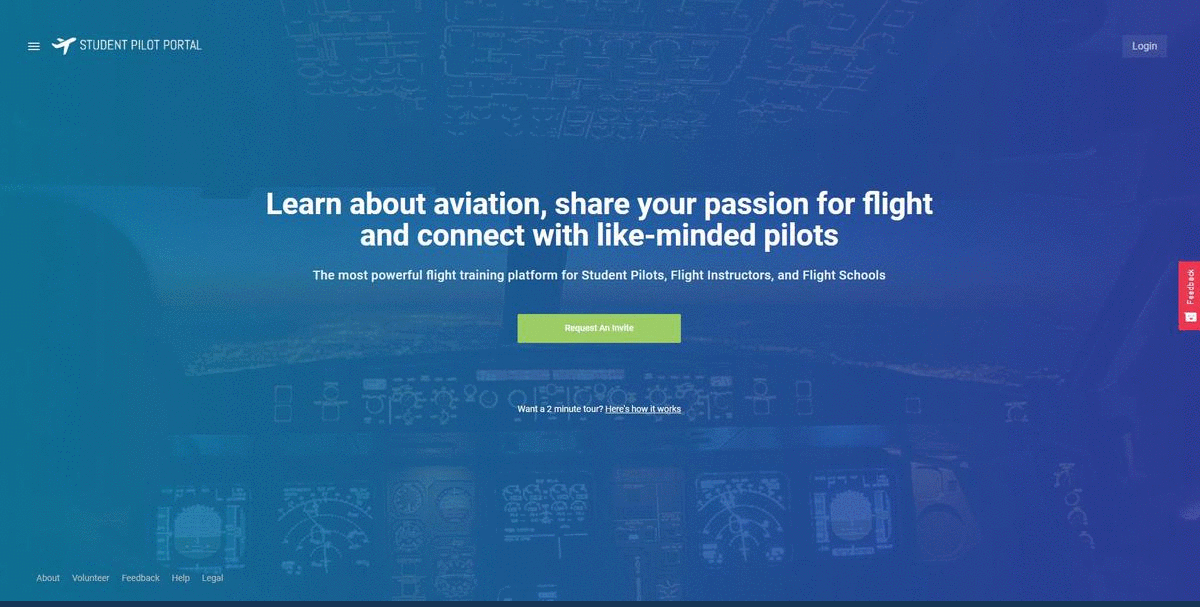 STUDENT PILOT PORTAL
Login
Learn about aviation, share your passion for flight
and connect with like-minded pilots
The most powerful flight training platform for Student Pilots, Flight Instructors, and Flight Schools
Feedback
Request An Invite
Want a 2 minute tour? Here's how it works
About Volunteer Feedback Help Legal